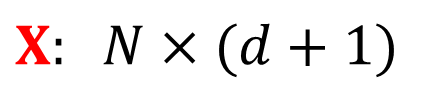 X: N × (d + 1)